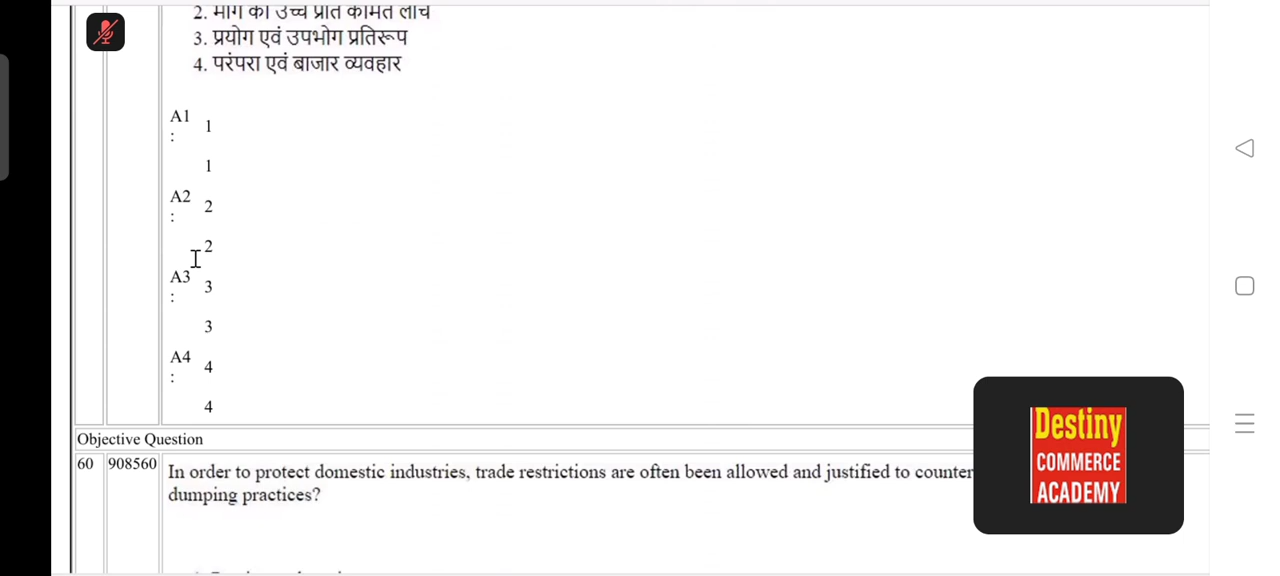 2. मांग की उच्च प्रति कीमत लोच
3. प्रयोग एवं उपभोग प्रतिरूप
4. परंपरा एवं बाजार व्यवहार
A1
:
1
1
A2
:
2
2
A3
:
3
3
A4
:
4
4
Objective Question
60 908560 In order to protect domestic industries, trade restrictions are often been allowed and justified to counter
dumping practices?
Destiny
COMMERCE
ACADEMY